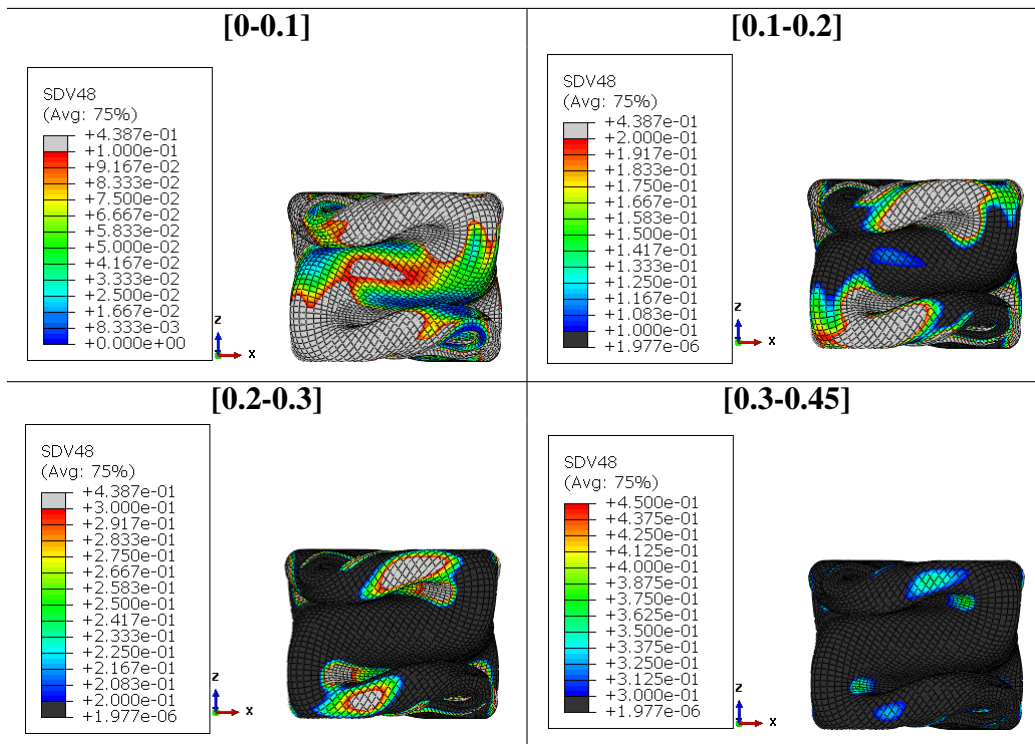 [0-0.1]
SDV48
(Avg: 75%)
+4.387e-01
+1.000e-01
+9.167e-02
+8.333e-02
+7.500e-02
+6.667e-02
+5.833e-02
+5.000e-02
+4.167e-02
+3.333e-02
+2.500e-02
+1.667e-02
+8.333e-03
+0.000e+00
z
x
[0.1-0.2]
SDV48
(Avg: 75%)
+4.387e-01
+2.000e-01
+1.917e-01
+1.833e-01
+1.750e-01
+1.667e-01
+1.583e-01
+1.500e-01
+1.417e-01
+1.333e-01
+1.250e-01
+1.167e-01
+1.083e-01
+1.000e-01
+1.977e-06
z
x
[0.2-0.3]
SDV48
(Avg: 75%)
+4.387e-01
+3.000e-01
+2.917e-01
+2.833e-01
+2.750e-01
+2.667e-01
+2.583e-01
+2.500e-01
+2.417e-01
+2.333e-01
+2.250e-01
+2.167e-01
+2.083e-01
+2.000e-01
+1.977e-06
z
x
[0.3-0.45]
SDV48
(Avg: 75%)
+4.500e-01
+4.375e-01
+4.250e-01
+4.125e-01
+4.000e-01
+3.875e-01
+3.750e-01
+3.625e-01
+3.500e-01
+3.375e-01
+3.250e-01
+3.125e-01
+3.000e-01
+1.977e-06
z
x